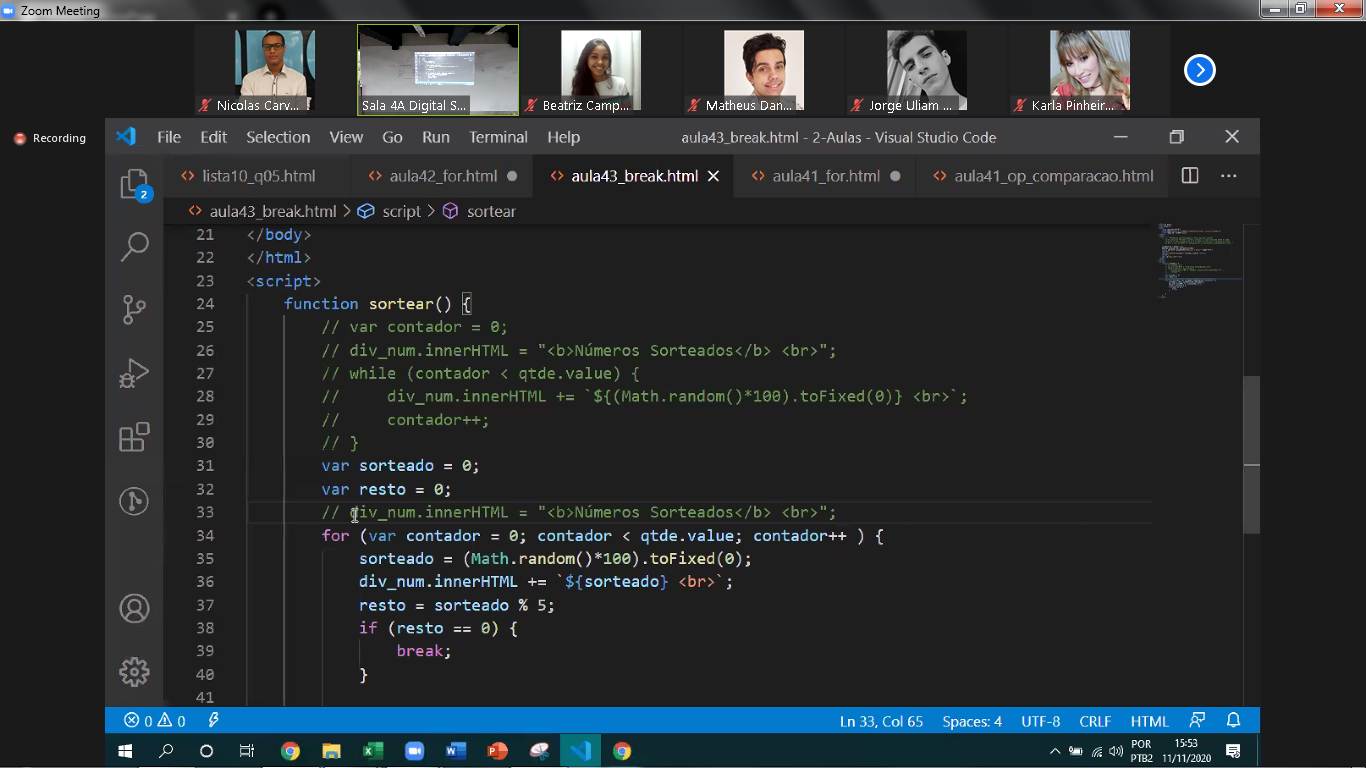 Zoom Meeting
Nicolas Carv...
Sala 4A Digital S...
Beatriz Camp...
Matheus Dan...
Jorge Uliam ...
Karla Pinheir...
Recording
File Edit Selection View Go Run Terminal Help
aula43_break.html - 2-Aulas - Visual Studio Code
2
lista10_q05.html
aula42_for.html
aula43_break.html
aula41_for.html
aula41_op_comparacao.html
aula43_break.html > script > sortear
21 </body>
22 </html>
23 <script>
24 function sortear() {
25 // var contador = 0;
26 // div_num.innerHTML = "<b>Números Sorteados</b> <br>";
27 // while (contador < qtde.value) {
28 // div_num.innerHTML += `${(Math.random()*100).toFixed(0)} <br>`;
29 // contador++;
30 // }
31 var sorteado = 0;
32 var resto = 0;
33 // div_num.innerHTML = "<b>Números Sorteados</b> <br>";
34 for (var contador = 0; contador < qtde.value; contador++ ) {
35 sorteado = (Math.random()*100).toFixed(0);
36 div_num.innerHTML += `${sorteado} <br>`;
37 resto = sorteado % 5;
38 if (resto == 0) {
39 break;
40 }
41
0 0
Ln 33, Col 65 Spaces: 4 UTF-8 CRLF HTML
POR
PTB2
15:53
11/11/2020